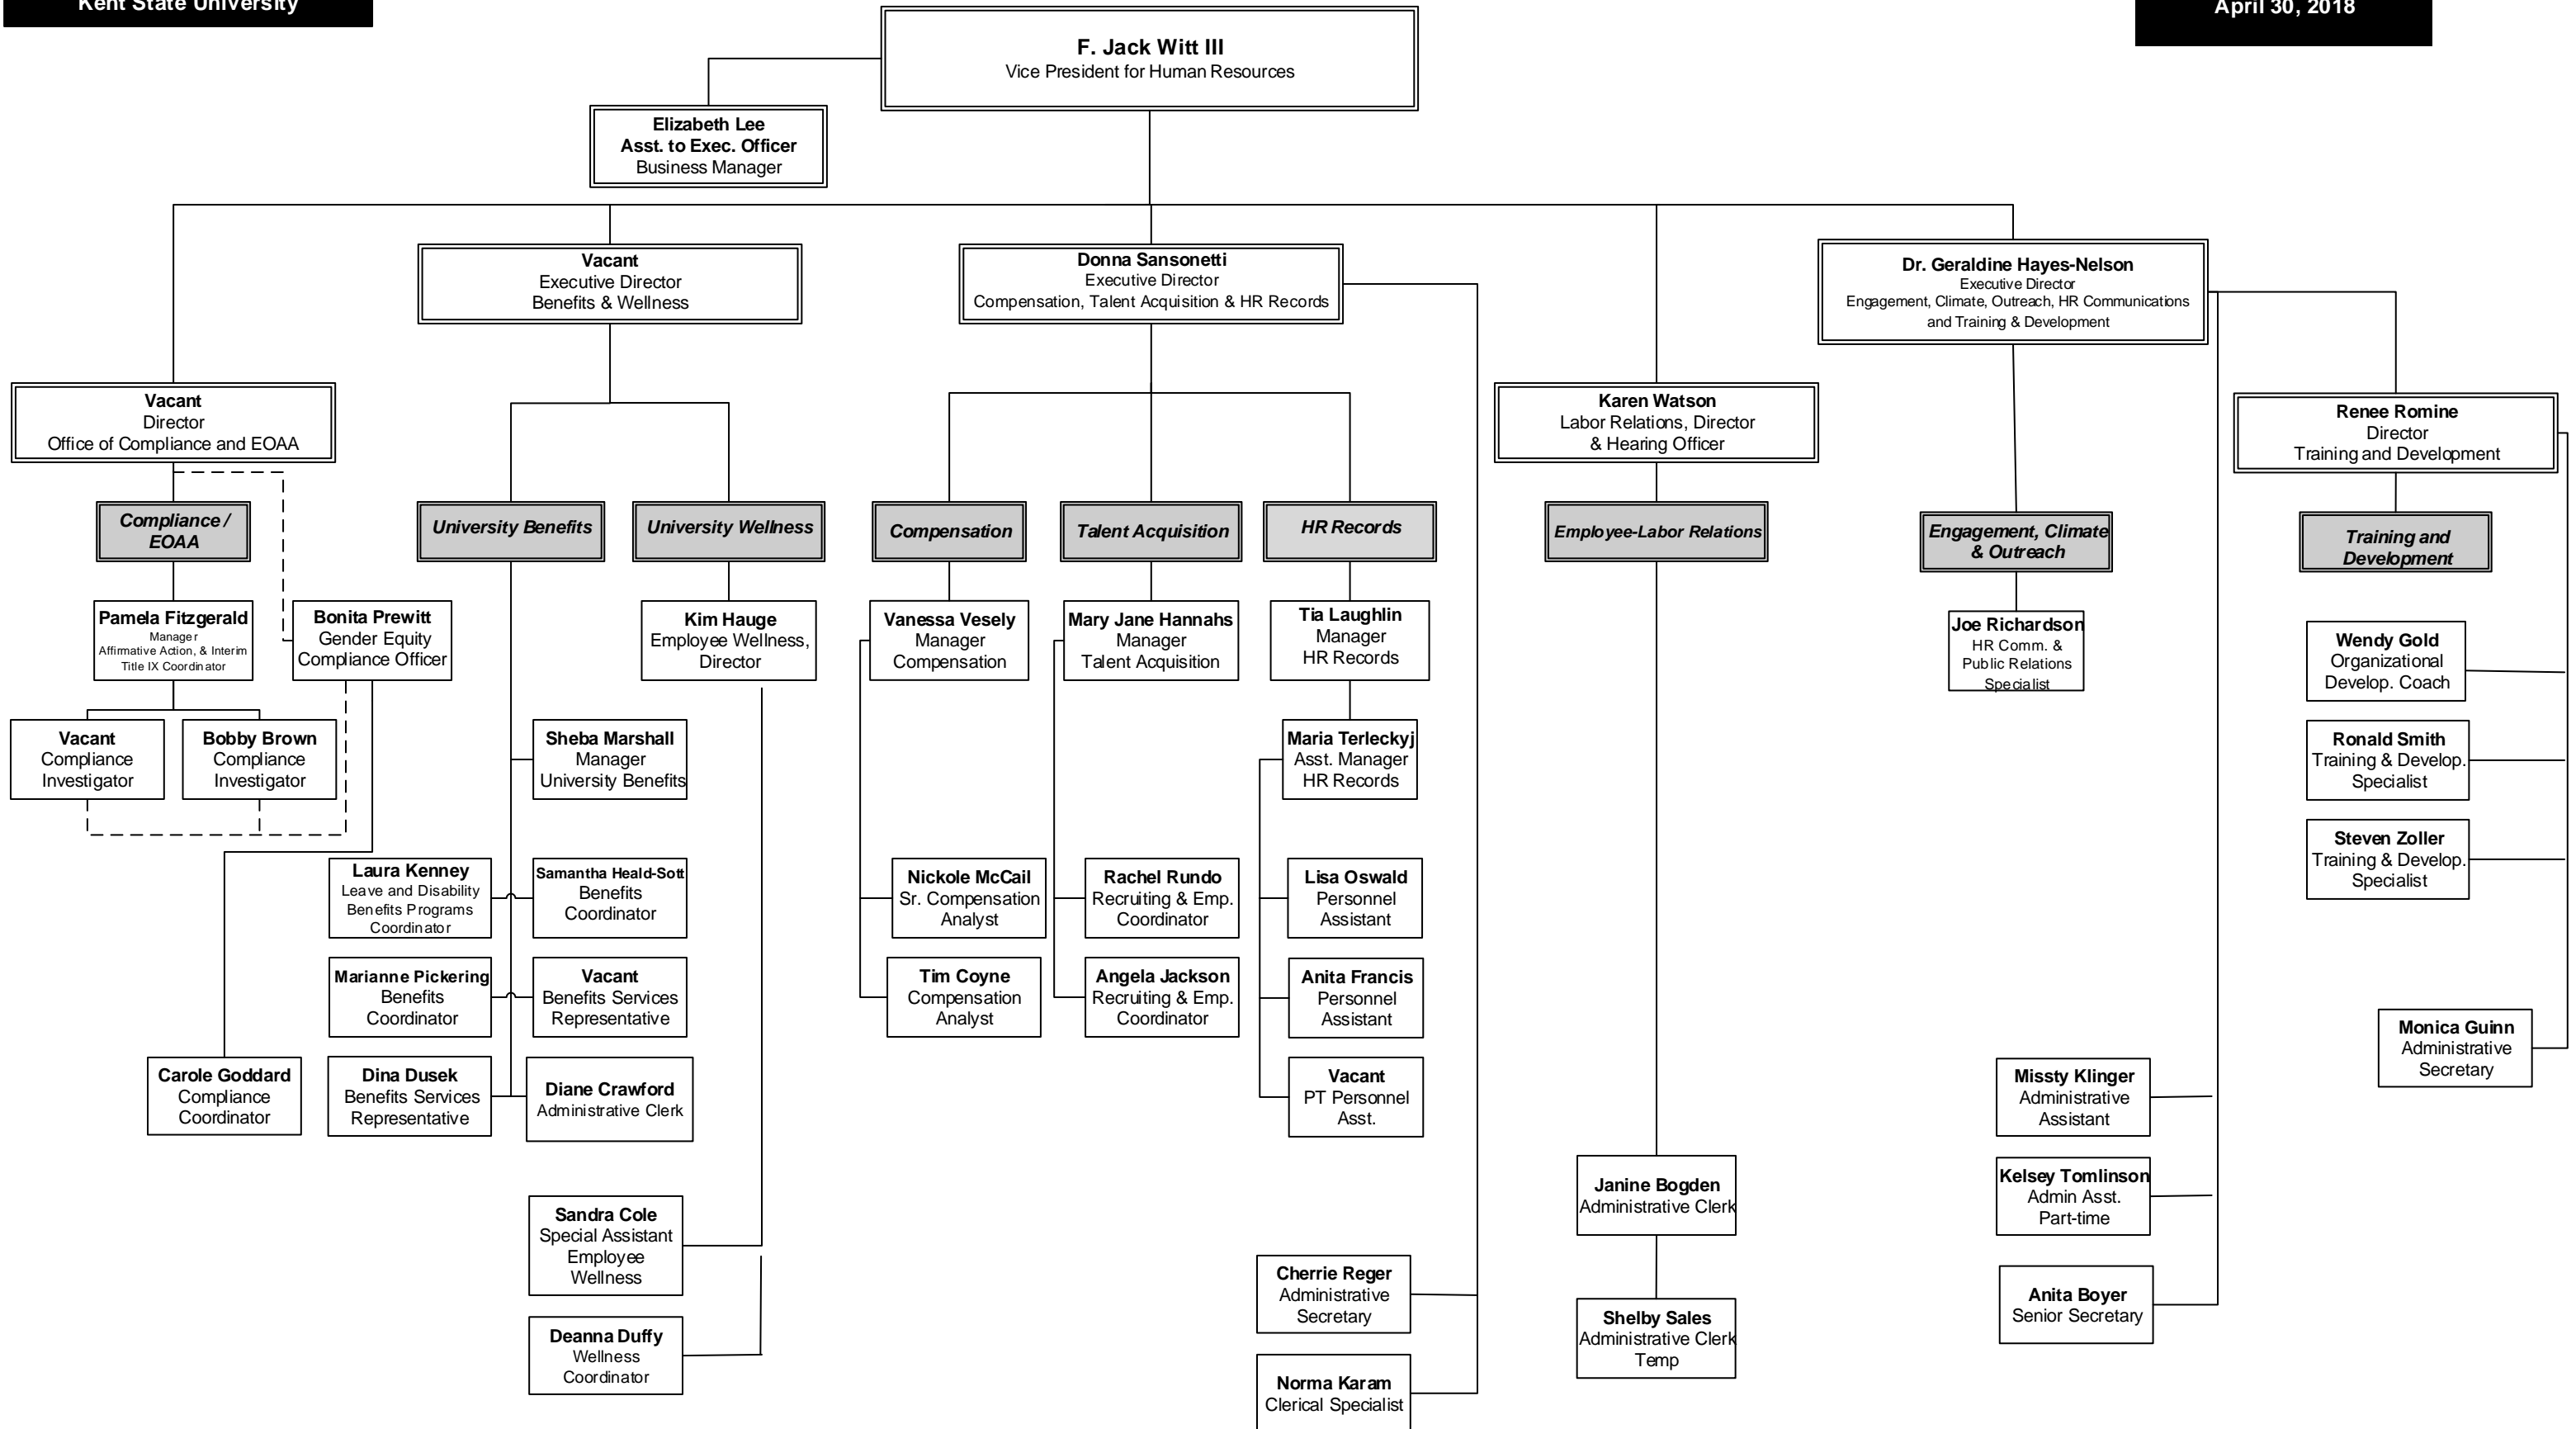 Kent State University
April 30, 2018
F. Jack Witt III
Vice President for Human Resources
Elizabeth Lee
Asst. to Exec. Officer
Business Manager
Vacant
Executive Director
Benefits & Wellness
Donna Sansonetti
Executive Director
Compensation, Talent Acquisition & HR Records
Dr. Geraldine Hayes-Nelson
Executive Director
Engagement, Climate, Outreach, HR Communications
and Training & Development
Vacant
Director
Office of Compliance and EOAA
Karen Watson
Labor Relations, Director
& Hearing Officer
Renee Romine
Director
Training and Development
Compliance /
EOAA
University Benefits
University Wellness
Compensation
Talent Acquisition
HR Records
Employee-Labor Relations
Engagement, Climate
& Outreach
Training and
Development
Pamela Fitzgerald
Manager
Affirmative Action, & Interim
Title IX Coordinator
Bonita Prewitt
Gender Equity
Compliance Officer
Kim Hauge
Employee Wellness,
Director
Vanessa Vesely
Manager
Compensation
Mary Jane Hannahs
Manager
Talent Acquisition
Tia Laughlin
Manager
HR Records
Joe Richardson
HR Comm. &
Public Relations
Specialist
Wendy Gold
Organizational
Develop. Coach
Vacant
Compliance
Investigator
Bobby Brown
Compliance
Investigator
Sheba Marshall
Manager
University Benefits
Maria Terleckyj
Asst. Manager
HR Records
Ronald Smith
Training & Develop.
Specialist
Steven Zoller
Training & Develop.
Specialist
Laura Kenney
Leave and Disability
Benefits Programs
Coordinator
Samantha Heald-Sott
Benefits
Coordinator
Nickole McCail
Sr. Compensation
Analyst
Rachel Rundo
Recruiting & Emp.
Coordinator
Lisa Oswald
Personnel
Assistant
Marianne Pickering
Benefits
Coordinator
Vacant
Benefits Services
Representative
Tim Coyne
Compensation
Analyst
Angela Jackson
Recruiting & Emp.
Coordinator
Anita Francis
Personnel
Assistant
Monica Guinn
Administrative
Secretary
Carole Goddard
Compliance
Coordinator
Dina Dusek
Benefits Services
Representative
Diane Crawford
Administrative Clerk
Vacant
PT Personnel
Asst.
Missty Klinger
Administrative
Assistant
Janine Bogden
Administrative Clerk
Kelsey Tomlinson
Admin Asst.
Part-time
Sandra Cole
Special Assistant
Employee
Wellness
Cherrie Reger
Administrative
Secretary
Anita Boyer
Senior Secretary
Deanna Duffy
Wellness
Coordinator
Shelby Sales
Administrative Clerk
Temp
Norma Karam
Clerical Specialist